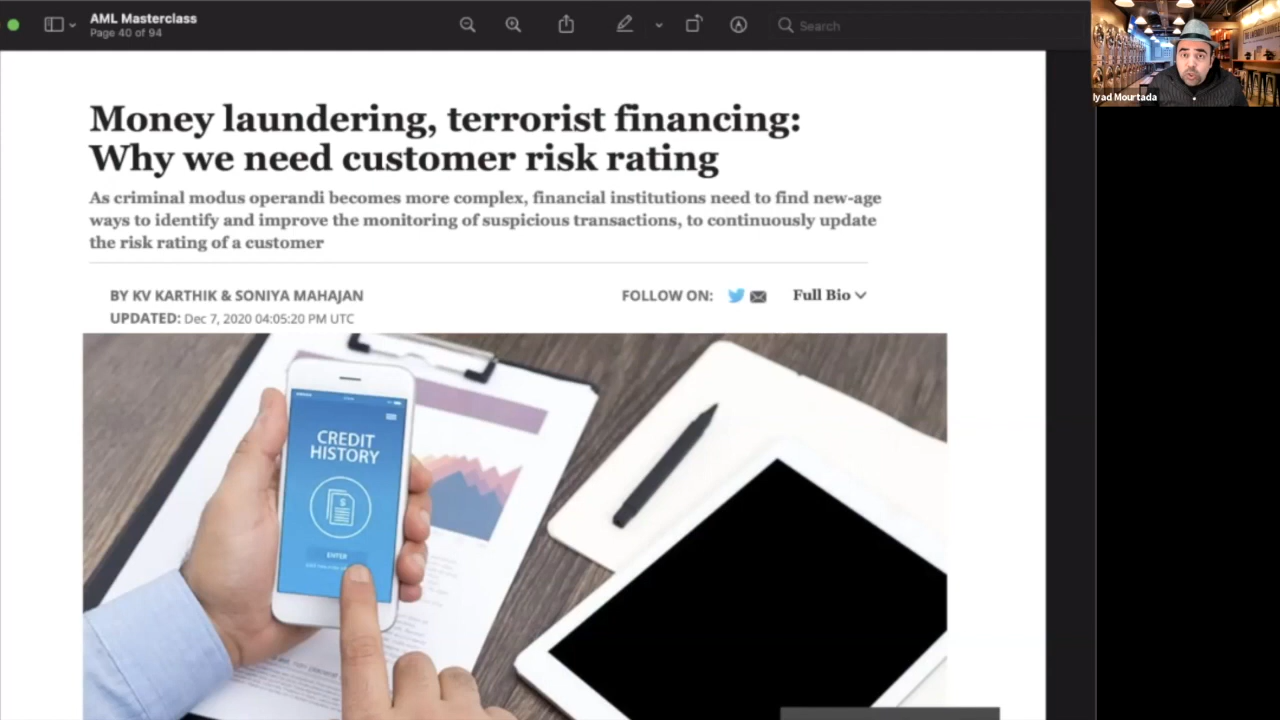 AML Masterclass
Page 40 of 94
Search
Iyad Mourtada
Money laundering, terrorist financing:
Why we need customer risk rating
As criminal modus operandi becomes more complex, financial institutions need to find new-age
ways to identify and improve the monitoring of suspicious transactions, to continuously update
the risk rating of a customer
BY KV KARTHIK & SONIYA MAHAJAN
FOLLOW ON:
Full Bio
UPDATED: Dec 7, 2020 04:05:20 PM UTC
CREDIT
HISTORY
$
ENTER